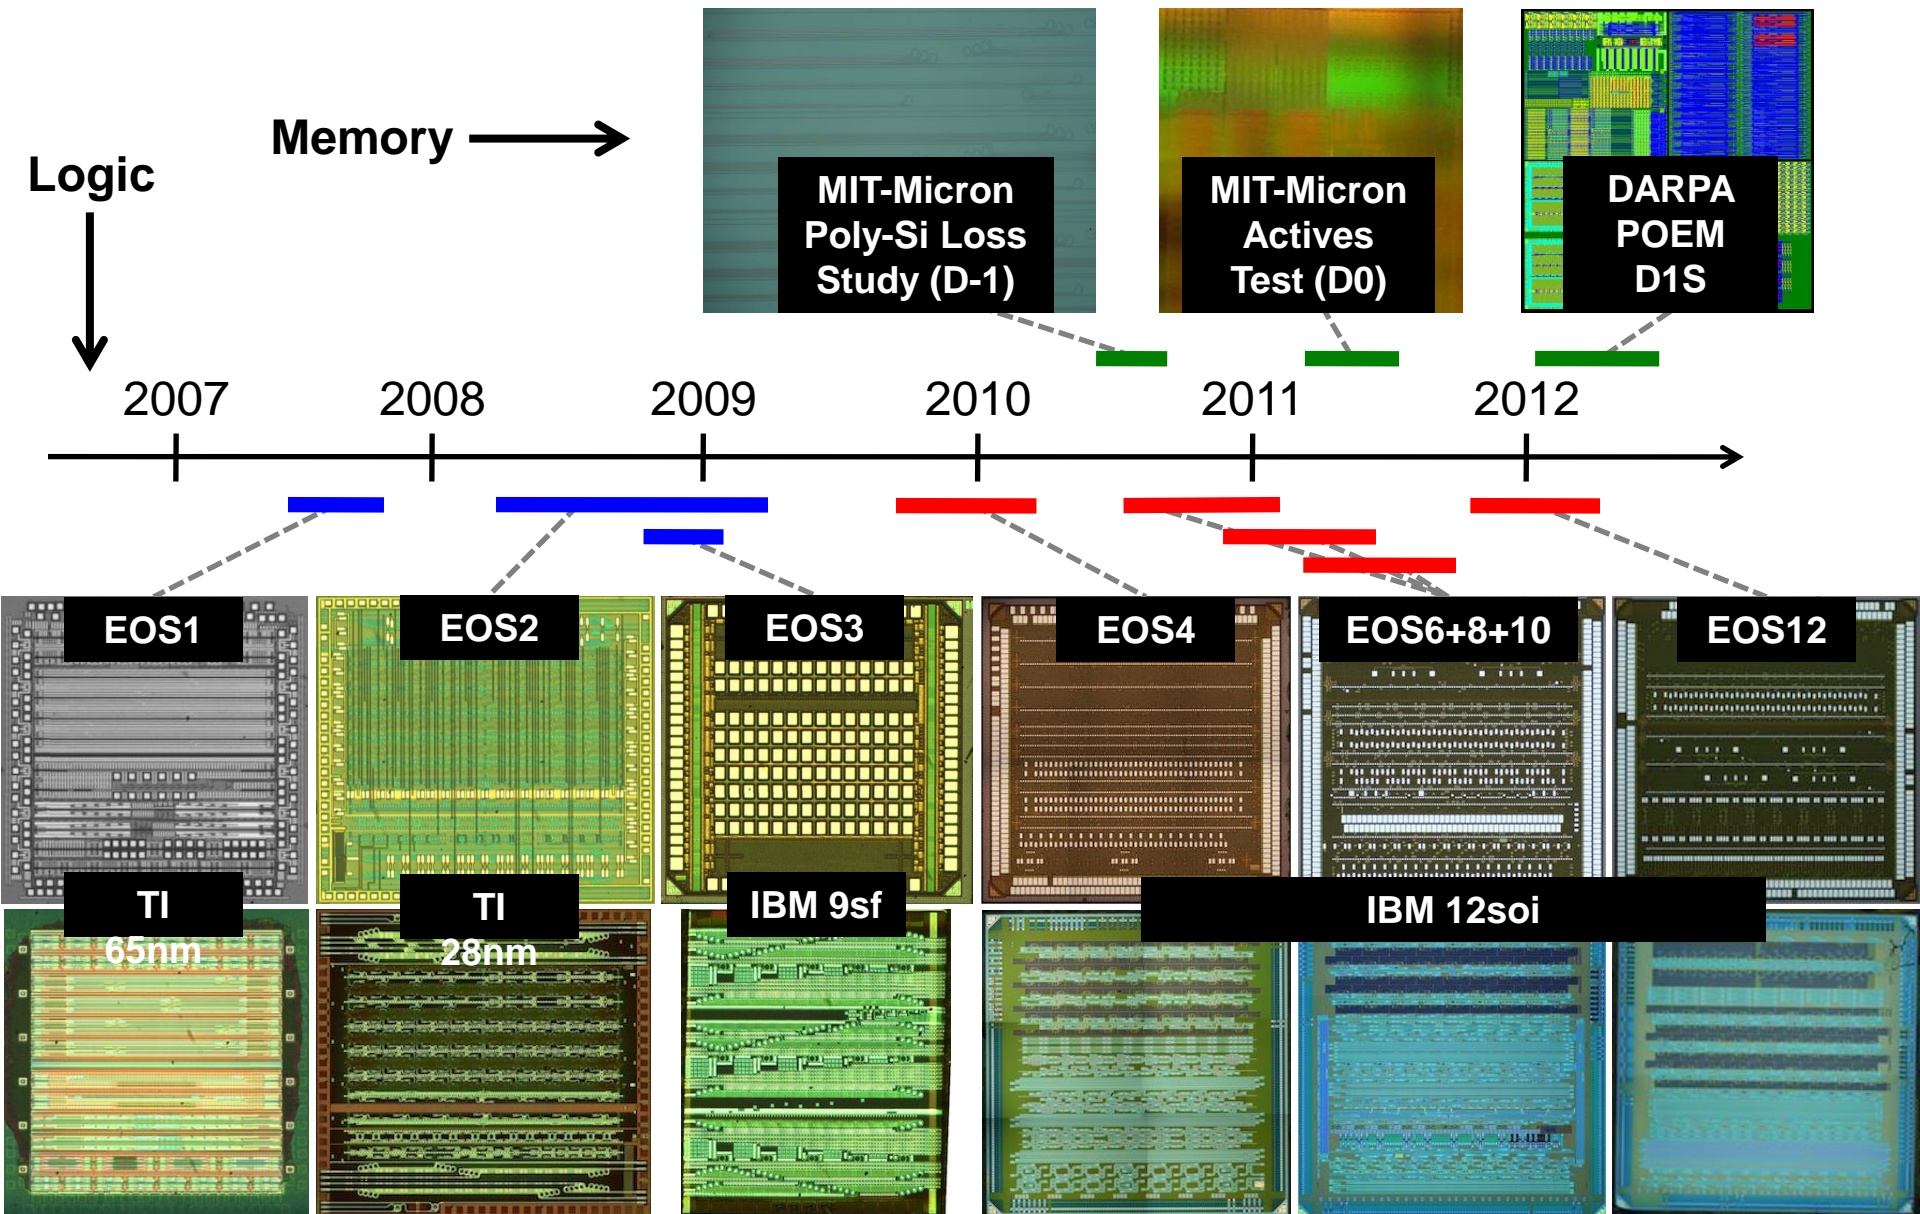 Memory
Logic
MIT-Micron
Poly-Si Loss
Study (D-1)
MIT-Micron
Actives
Test (D0)
DARPA
POEM
D1S
2007
2008
2009
2010
2011
2012
EOS1
EOS2
EOS3
EOS4
EOS6+8+10
EOS12
TI
65nm
TI
28nm
IBM 9sf
IBM 12soi